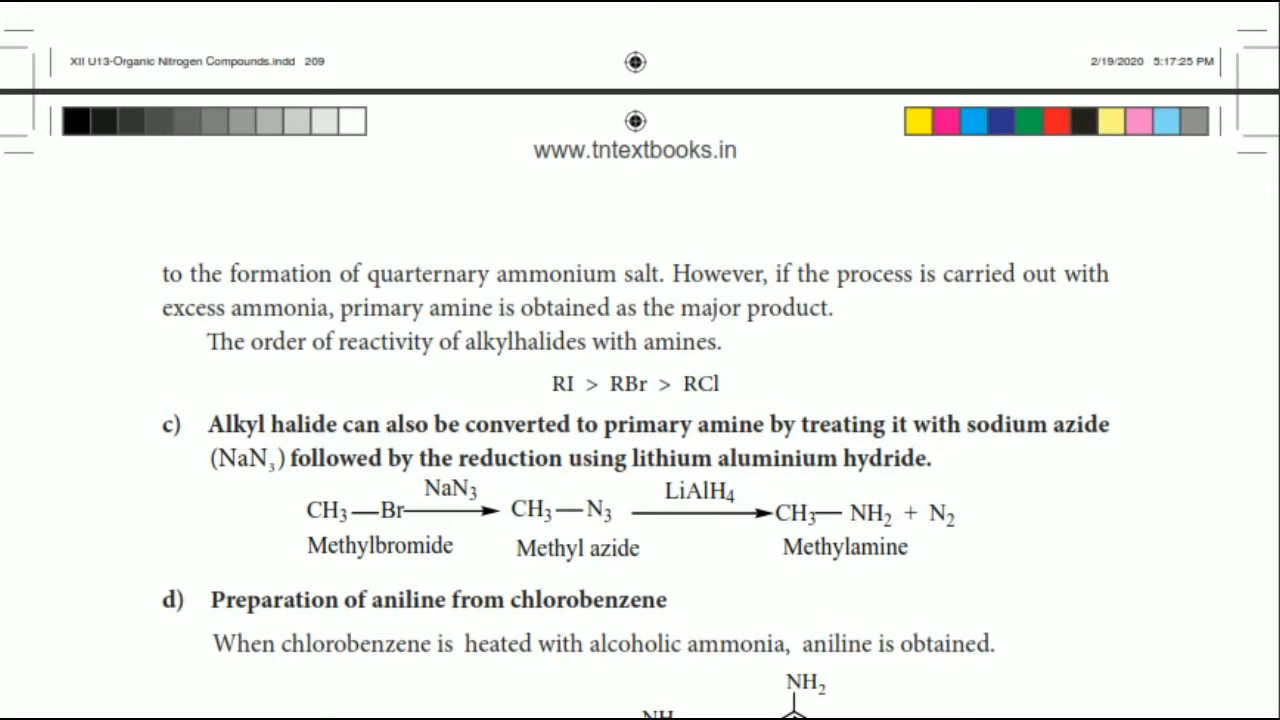 XII U13-Organic Nitrogen Compounds.indd 209
2/19/2020 5:17:25 PM
www.tntextbooks.in
to the formation of quarternary ammonium salt. However, if the process is carried out with
excess ammonia, primary amine is obtained as the major product.
The order of reactivity of alkylhalides with amines.
RI > RBr > RCl
c) Alkyl halide can also be converted to primary amine by treating it with sodium azide
(NaN₃) followed by the reduction using lithium aluminium hydride.
NaN₃ LiAlH₄
CH₃—Br → CH₃—N₃ → CH₃— NH₂ + N₂
Methylbromide Methyl azide Methylamine
d) Preparation of aniline from chlorobenzene
When chlorobenzene is heated with alcoholic ammonia, aniline is obtained.
NH₂